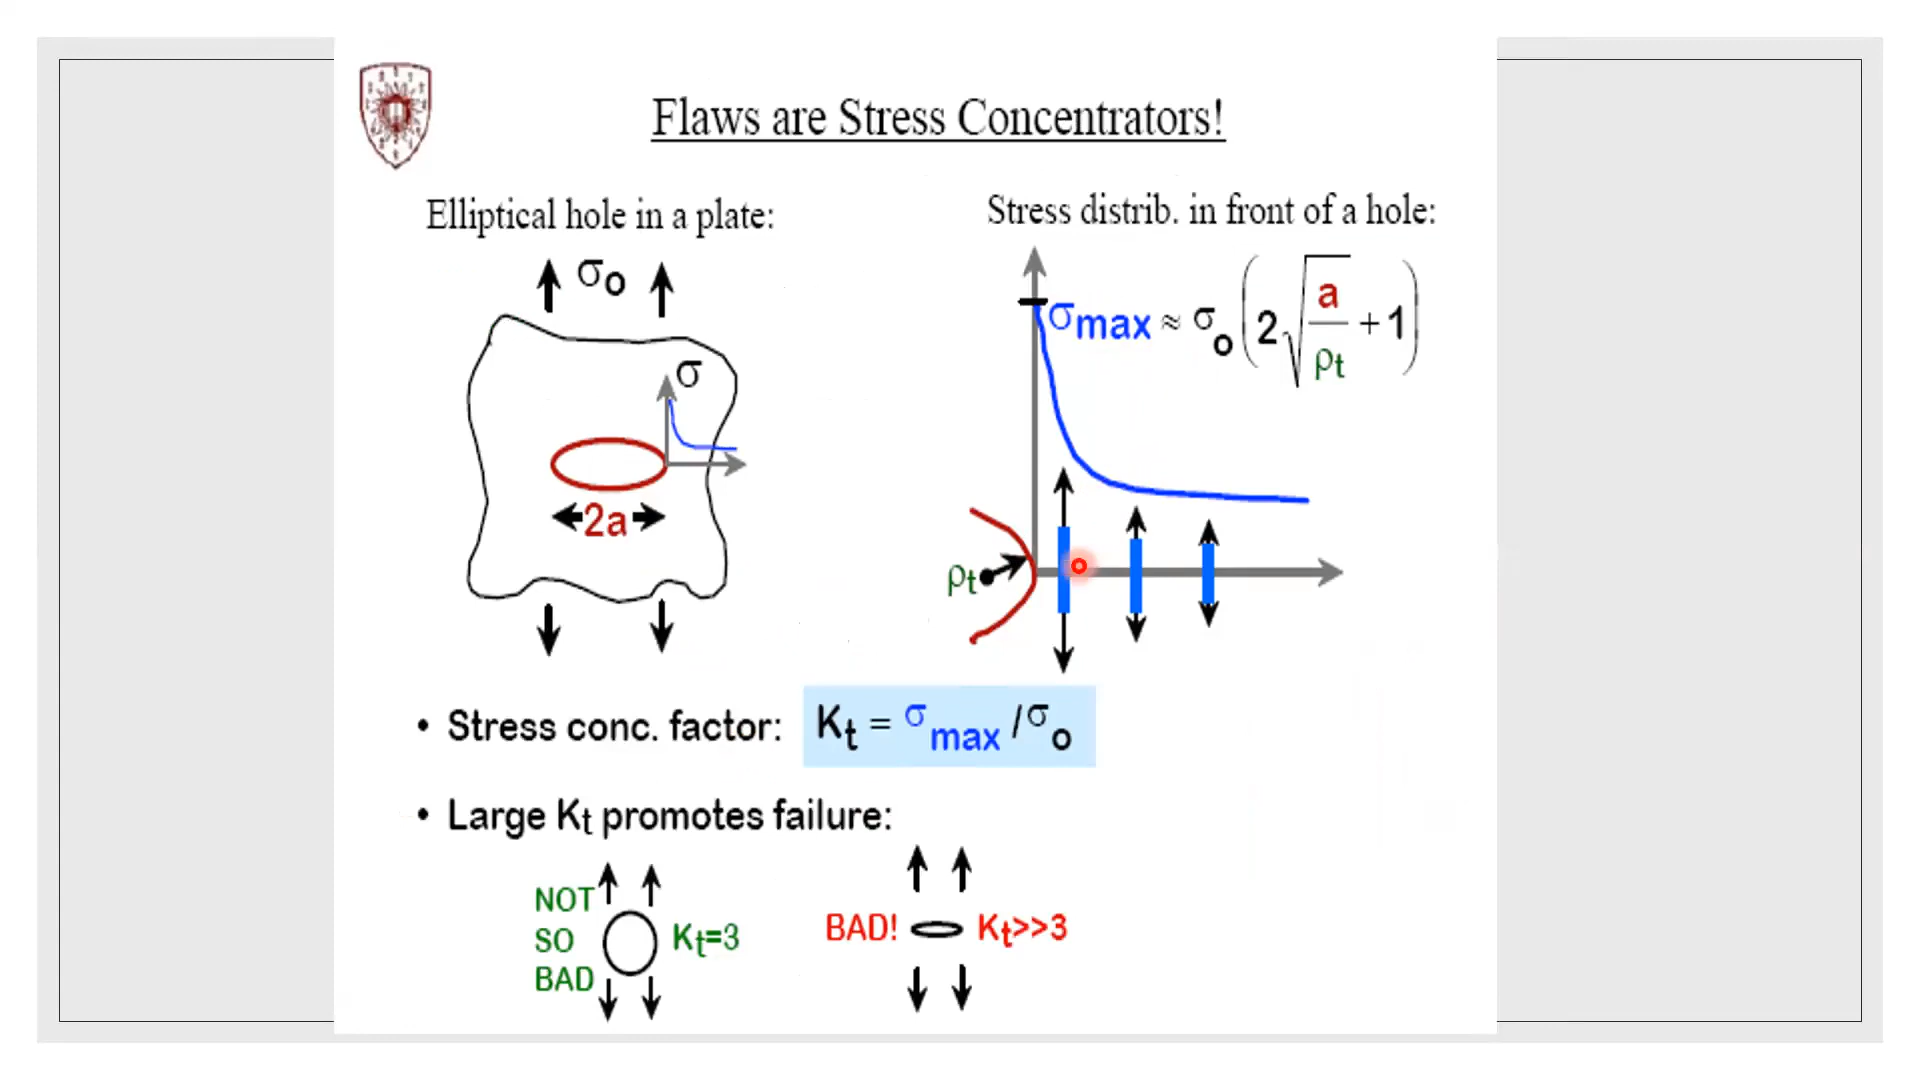 Flaws are Stress Concentrators!
Elliptical hole in a plate:
σo
σ
2a
Stress distrib. in front of a hole:
σmax ≈ σo (2 √(a/ρt) + 1)
ρt
• Stress conc. factor: Kt = σmax /σo
• Large Kt promotes failure:
NOT
SO
BAD
Kt=3
BAD!
Kt>>3